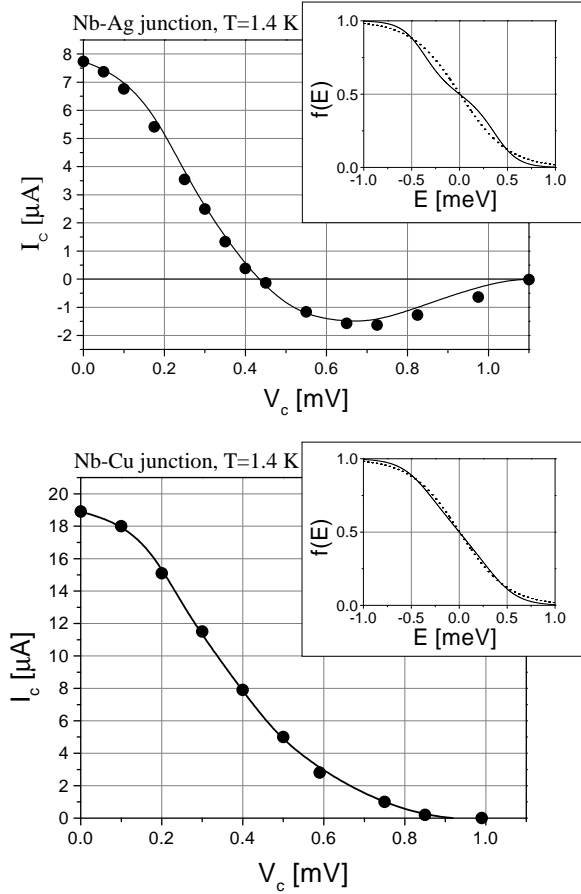 Nb-Ag junction, T=1.4 K
8
7
6
5
4
3
2
1
0
-1
-2
I_c [μA]
0.0 0.2 0.4 0.6 0.8 1.0
V_c [mV]
1.0
0.5
0.0
f(E)
-1.0 -0.5 0.0 0.5 1.0
E [meV]
Nb-Cu junction, T=1.4 K
20
18
16
14
12
10
8
6
4
2
0
I_c [μA]
0.0 0.2 0.4 0.6 0.8 1.0
V_c [mV]
1.0
0.5
0.0
f(E)
-1.0 -0.5 0.0 0.5 1.0
E [meV]